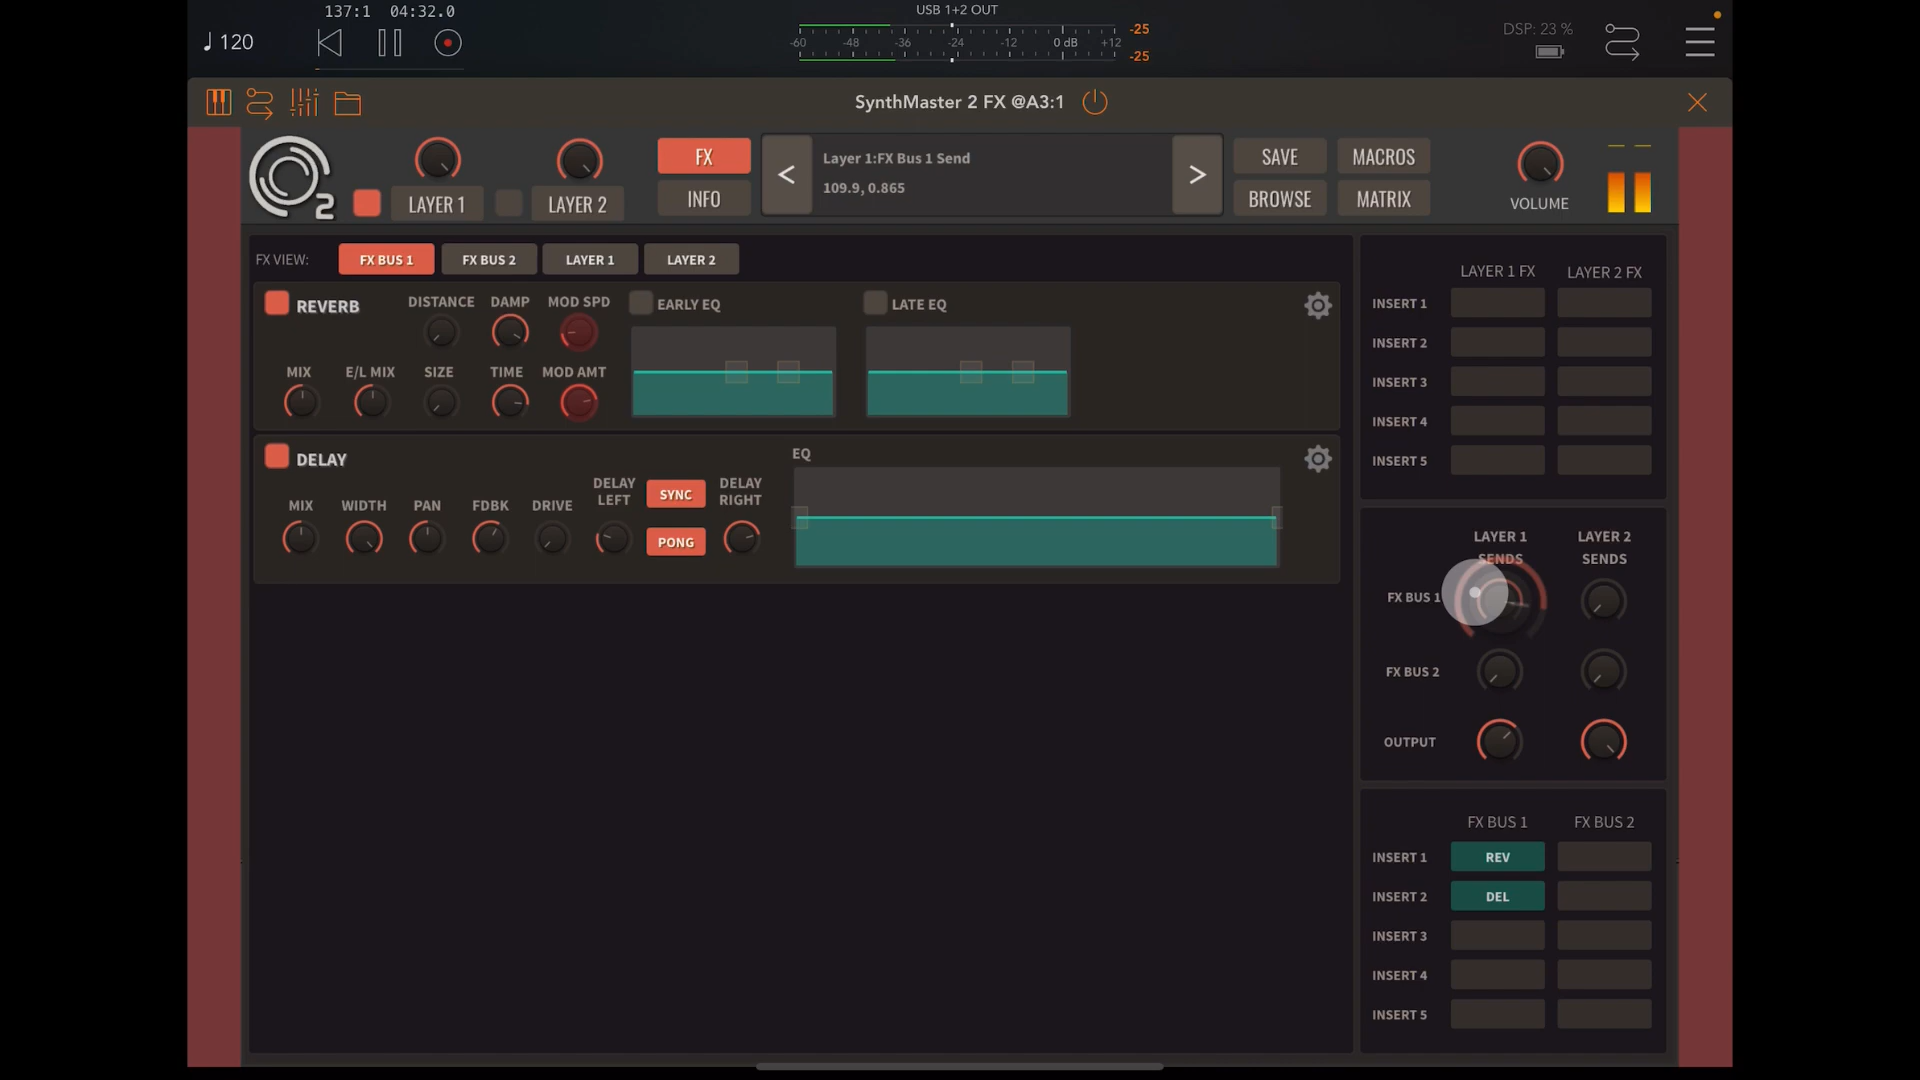 137:1 04:32.0
♩ 120
USB 1+2 OUT
-60 -48 -36 -24 -12 0 dB +12
-25
-25
DSP: 23 %
SynthMaster 2 FX @A3:1
2
LAYER 1
LAYER 2
FX
INFO
<
Layer 1:FX Bus 1 Send
109.9, 0.865
>
SAVE
MACROS
BROWSE
MATRIX
VOLUME
FX VIEW:
FX BUS 1
FX BUS 2
LAYER 1
LAYER 2
REVERB
DISTANCE
DAMP
MOD SPD
EARLY EQ
LATE EQ
MIX
E/L MIX
SIZE
TIME
MOD AMT
DELAY
MIX
WIDTH
PAN
FDBK
DRIVE
DELAY
LEFT
SYNC
PONG
DELAY
RIGHT
EQ
LAYER 1 FX
LAYER 2 FX
INSERT 1
INSERT 2
INSERT 3
INSERT 4
INSERT 5
LAYER 1
SENDS
LAYER 2
SENDS
FX BUS 1
FX BUS 2
OUTPUT
FX BUS 1
FX BUS 2
INSERT 1
REV
INSERT 2
DEL
INSERT 3
INSERT 4
INSERT 5